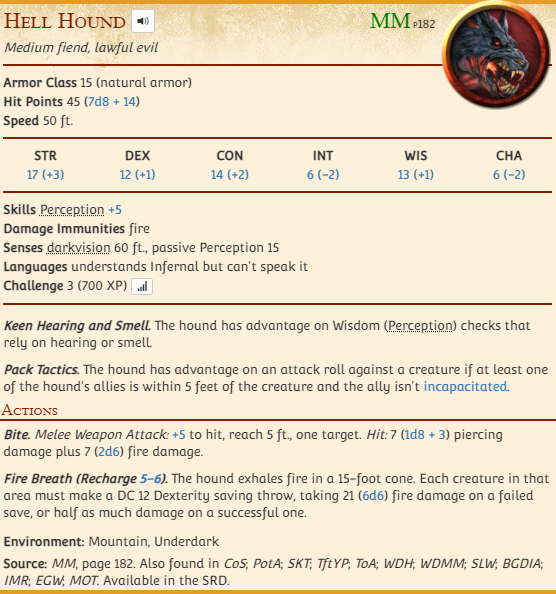 Hell Hound MM P182
Medium fiend, lawful evil
Armor Class 15 (natural armor)
Hit Points 45 (7d8 + 14)
Speed 50 ft.
STR DEX CON INT WIS CHA
17 (+3) 12 (+1) 14 (+2) 6 (−2) 13 (+1) 6 (−2)
Skills Perception +5
Damage Immunities fire
Senses darkvision 60 ft., passive Perception 15
Languages understands Infernal but can't speak it
Challenge 3 (700 XP)
Keen Hearing and Smell. The hound has advantage on Wisdom (Perception) checks that
rely on hearing or smell.
Pack Tactics. The hound has advantage on an attack roll against a creature if at least one
of the hound's allies is within 5 feet of the creature and the ally isn't incapacitated.
Actions
Bite. Melee Weapon Attack: +5 to hit, reach 5 ft., one target. Hit: 7 (1d8 + 3) piercing
damage plus 7 (2d6) fire damage.
Fire Breath (Recharge 5–6). The hound exhales fire in a 15-foot cone. Each creature in that
area must make a DC 12 Dexterity saving throw, taking 21 (6d6) fire damage on a failed
save, or half as much damage on a successful one.
Environment: Mountain, Underdark
Source: MM, page 182. Also found in CoS; PotA; SKT; TftYP; ToA; WDH; WDMM; SLW; BGDIA;
IMR; EGW; MOT. Available in the SRD.